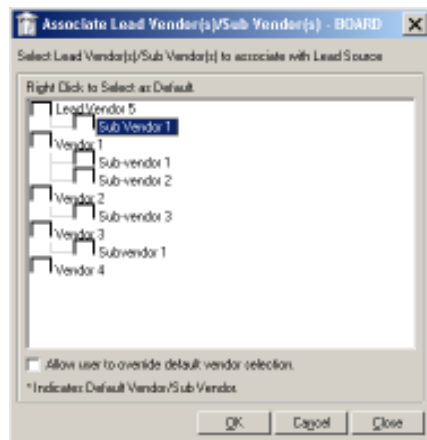 Associate Lead Vendor(s)/Sub Vendor(s) - BOARD
Select Lead Vendor(s)/Sub Vendor(s) to associate with Lead Source
Right Click to Select as Default
Lead Vendor 5
Sub Vendor 1
Vendor 1
Sub-vendor 1
Sub-vendor 2
Vendor 2
Sub-vendor 3
Vendor 3
Subvendor 1
Vendor 4
Allow user to override default vendor selection.
* Indicates Default Vendor/Sub Vendor.
OK Cancel Close